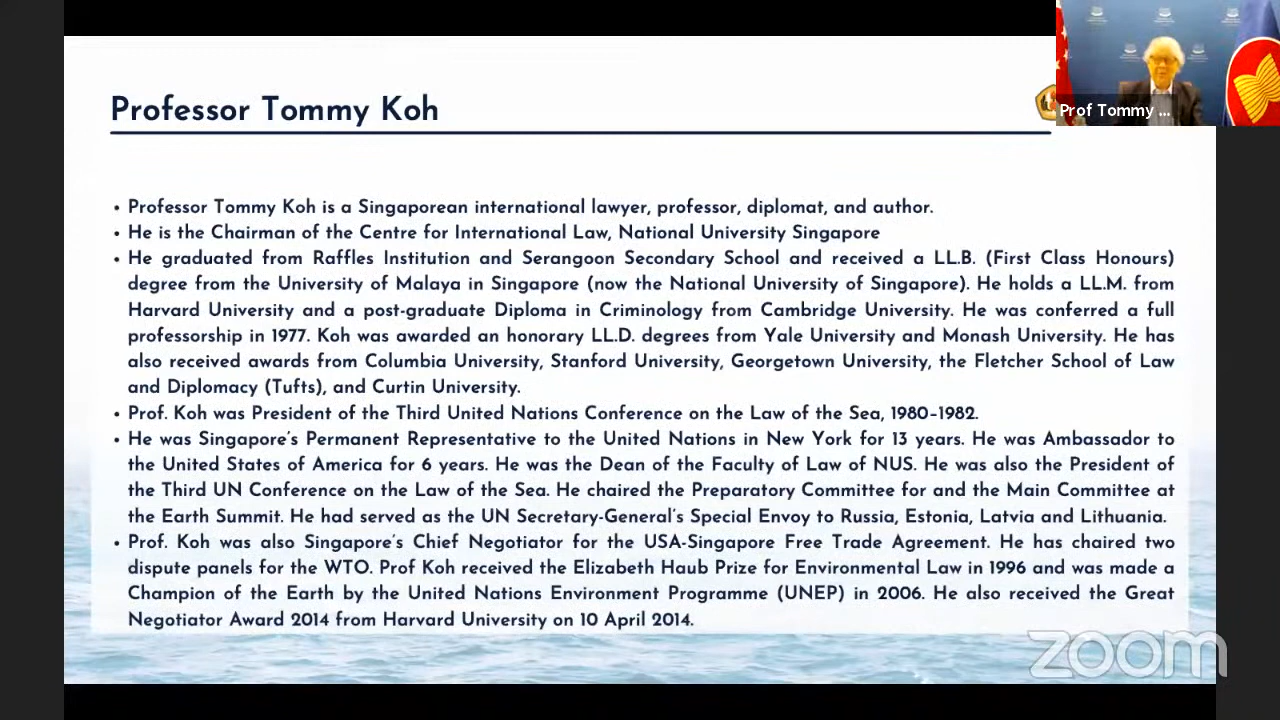 Professor Tommy Koh
Prof Tommy ...
• Professor Tommy Koh is a Singaporean international lawyer, professor, diplomat, and author.
• He is the Chairman of the Centre for International Law, National University Singapore
• He graduated from Raffles Institution and Serangoon Secondary School and received a LL.B. (First Class Honours)
degree from the University of Malaya in Singapore (now the National University of Singapore). He holds a LL.M. from
Harvard University and a post-graduate Diploma in Criminology from Cambridge University. He was conferred a full
professorship in 1977. Koh was awarded an honorary LL.D. degrees from Yale University and Monash University. He has
also received awards from Columbia University, Stanford University, Georgetown University, the Fletcher School of Law
and Diplomacy (Tufts), and Curtin University.
• Prof. Koh was President of the Third United Nations Conference on the Law of the Sea, 1980–1982.
• He was Singapore's Permanent Representative to the United Nations in New York for 13 years. He was Ambassador to
the United States of America for 6 years. He was the Dean of the Faculty of Law of NUS. He was also the President of
the Third UN Conference on the Law of the Sea. He chaired the Preparatory Committee for and the Main Committee at
the Earth Summit. He had served as the UN Secretary-General's Special Envoy to Russia, Estonia, Latvia and Lithuania.
• Prof. Koh was also Singapore's Chief Negotiator for the USA-Singapore Free Trade Agreement. He has chaired two
dispute panels for the WTO. Prof Koh received the Elizabeth Haub Prize for Environmental Law in 1996 and was made a
Champion of the Earth by the United Nations Environment Programme (UNEP) in 2006. He also received the Great
Negotiator Award 2014 from Harvard University on 10 April 2014.
zoom